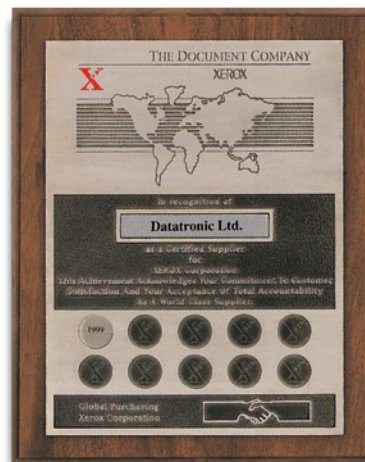 THE DOCUMENT COMPANY
XEROX
X
In recognition of
Datatronic Ltd.
as a Certified Supplier
for
XEROX Corporation
This Achievement Acknowledges Your Commitment To Customer
Satisfaction And Your Acceptance of Total Accountability
As A World Class Supplier.
1999
Global Purchasing
Xerox Corporation